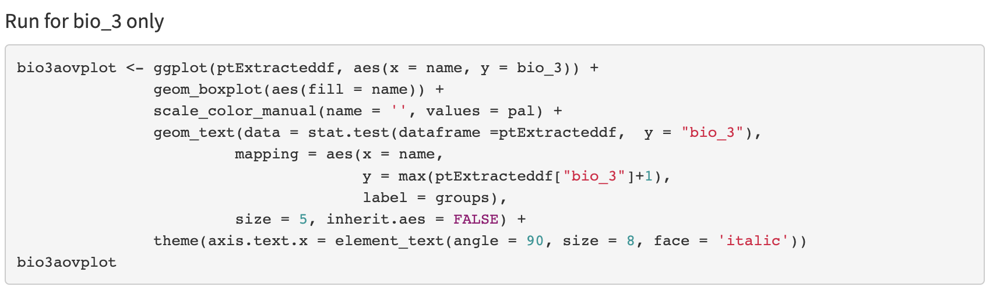 Run for bio_3 only
bio3aovplot <- ggplot(ptExtracteddf, aes(x = name, y = bio_3)) +
geom_boxplot(aes(fill = name)) +
scale_color_manual(name = '', values = pal) +
geom_text(data = stat.test(dataframe =ptExtracteddf,  y = "bio_3"),
mapping = aes(x = name,
y = max(ptExtracteddf["bio_3"]+1),
label = groups),
size = 5, inherit.aes = FALSE) +
theme(axis.text.x = element_text(angle = 90, size = 8, face = 'italic'))
bio3aovplot